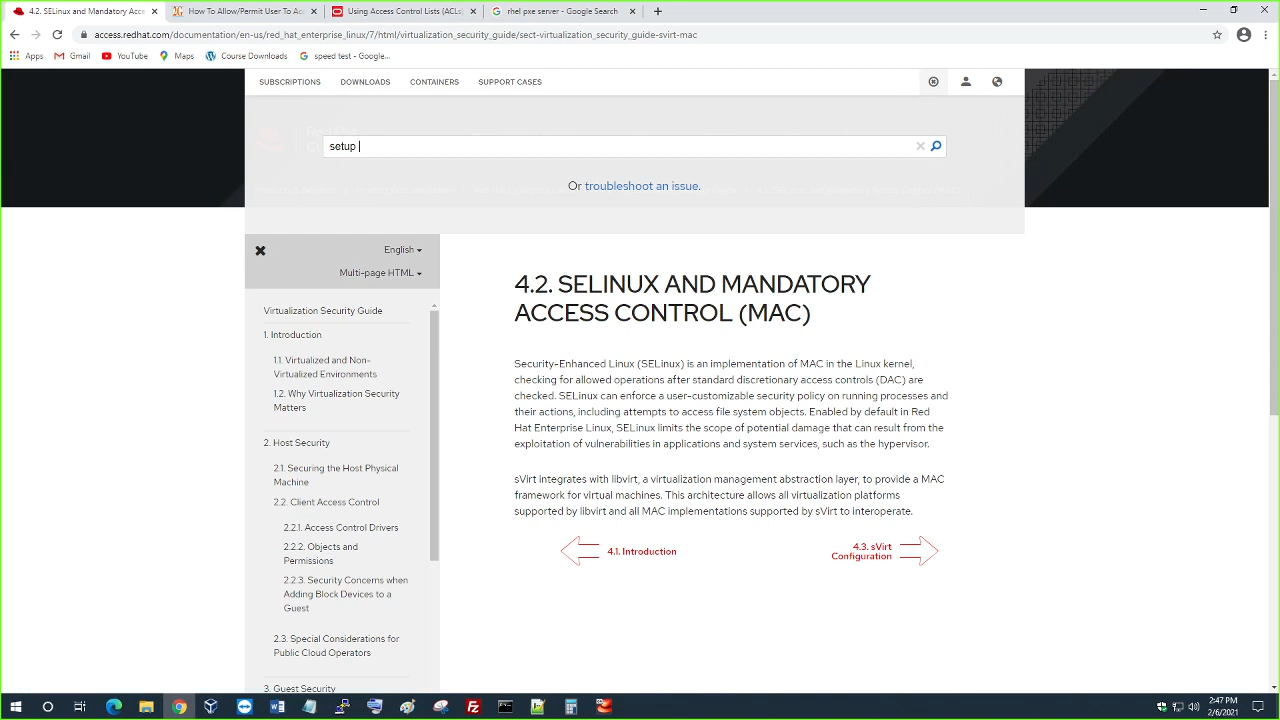 4.2. SELinux and Mandatory Acc
How To Allow/Permit User To Ac
Using Access Control Lists (ACLs)
rhel pxe server - Google Search
access.redhat.com/documentation/en-us/red_hat_enterprise_linux/7/html/virtualization_security_guide/sect-virtualization_security_guide-svirt-mac
Apps
Gmail
YouTube
Maps
Course Downloads
speed test - Google...
SUBSCRIPTIONS
DOWNLOADS
CONTAINERS
SUPPORT CASES
setup
Or troubleshoot an issue.
English
Multi-page HTML
Virtualization Security Guide
1. Introduction
1.1. Virtualized and Non-
Virtualized Environments
1.2. Why Virtualization Security
Matters
2. Host Security
2.1. Securing the Host Physical
Machine
2.2. Client Access Control
2.2.1. Access Control Drivers
2.2.2. Objects and
Permissions
2.2.3. Security Concerns when
Adding Block Devices to a
Guest
2.3. Special Considerations for
Public Cloud Operators
3. Guest Security
4.2. SELINUX AND MANDATORY
ACCESS CONTROL (MAC)
Security-Enhanced Linux (SELinux) is an implementation of MAC in the Linux kernel,
checking for allowed operations after standard discretionary access controls (DAC) are
checked. SELinux can enforce a user-customizable security policy on running processes and
their actions, including attempts to access file system objects. Enabled by default in Red
Hat Enterprise Linux, SELinux limits the scope of potential damage that can result from the
exploitation of vulnerabilities in applications and system services, such as the hypervisor.
sVirt integrates with libvirt, a virtualization management abstraction layer, to provide a MAC
framework for virtual machines. This architecture allows all virtualization platforms
supported by libvirt and all MAC implementations supported by sVirt to interoperate.
4.1. Introduction
4.3. sVirt
Configuration
2:47 PM
2/6/2021